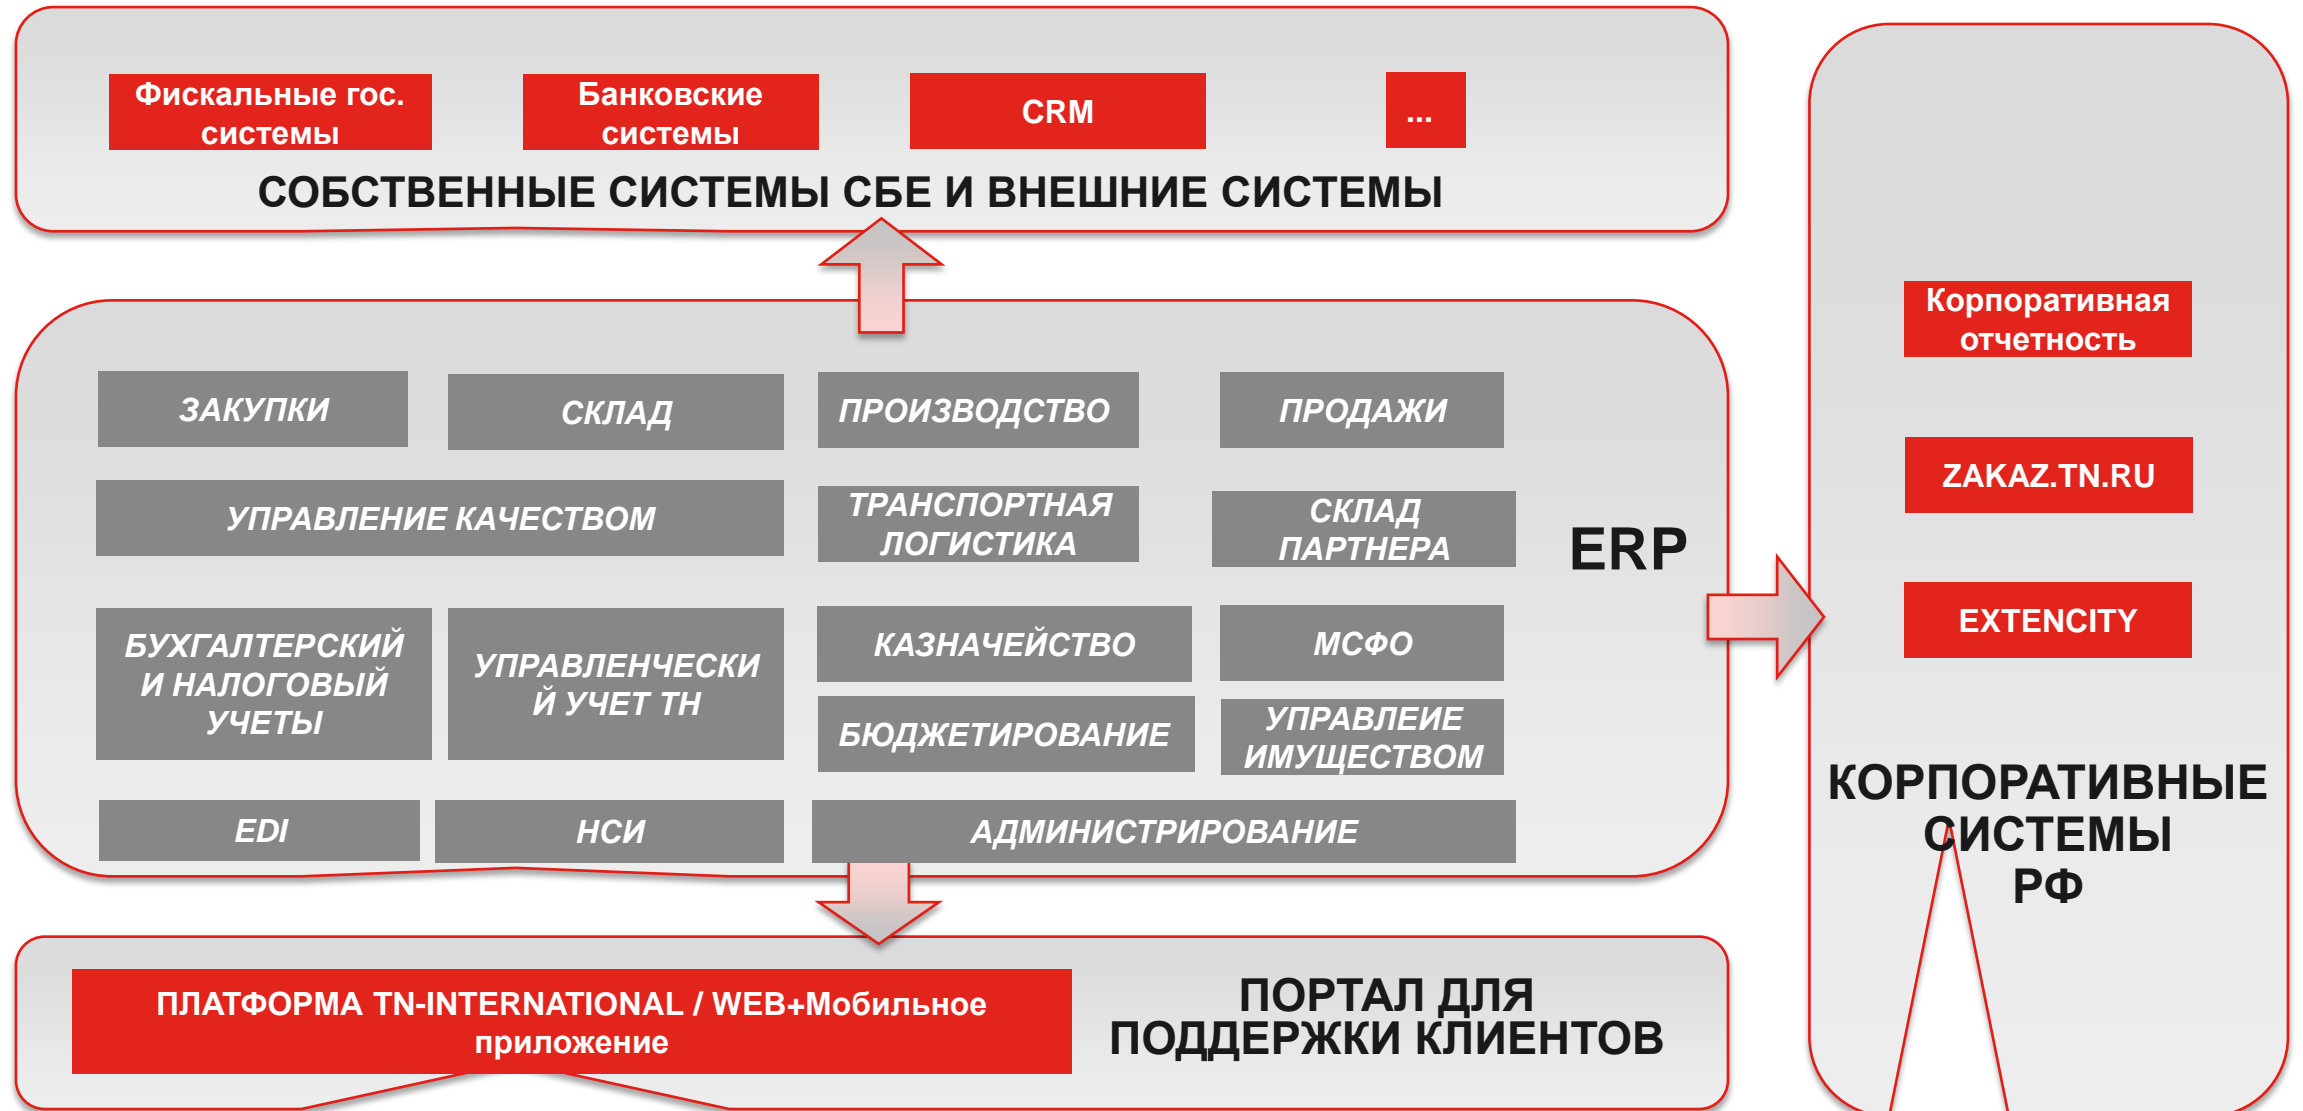 Фискальные гос.
системы
Банковские
системы
CRM
...
СОБСТВЕННЫЕ СИСТЕМЫ СБЕ И ВНЕШНИЕ СИСТЕМЫ
ЗАКУПКИ
СКЛАД
ПРОИЗВОДСТВО
ПРОДАЖИ
УПРАВЛЕНИЕ КАЧЕСТВОМ
ТРАНСПОРТНАЯ
ЛОГИСТИКА
СКЛАД
ПАРТНЕРА
ERP
БУХГАЛТЕРСКИЙ
И НАЛОГОВЫЙ
УЧЕТЫ
УПРАВЛЕНЧЕСКИ
Й УЧЕТ ТН
КАЗНАЧЕЙСТВО
МСФО
БЮДЖЕТИРОВАНИЕ
УПРАВЛЕИЕ
ИМУЩЕСТВОМ
EDI
НСИ
АДМИНИСТРИРОВАНИЕ
ПЛАТФОРМА TN-INTERNATIONAL / WEB+Мобильное
приложение
ПОРТАЛ ДЛЯ
ПОДДЕРЖКИ КЛИЕНТОВ
Корпоративная
отчетность
ZAKAZ.TN.RU
EXTENCITY
КОРПОРАТИВНЫЕ
СИСТЕМЫ
РФ